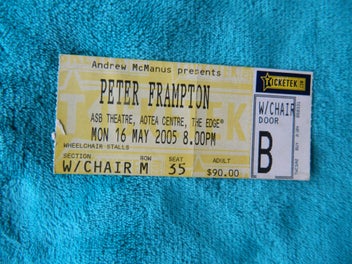 Andrew McManus presents
PETER FRAMPTON
ASB THEATRE, AOTEA CENTRE, THE EDGE®
MON 16 MAY 2005 8.00PM
WHEELCHAIR STALLS
SECTION ROW SEAT ADULT
W/CHAIR M 35 $90.00
TICKETEK
W/CHAIR
DOOR
B